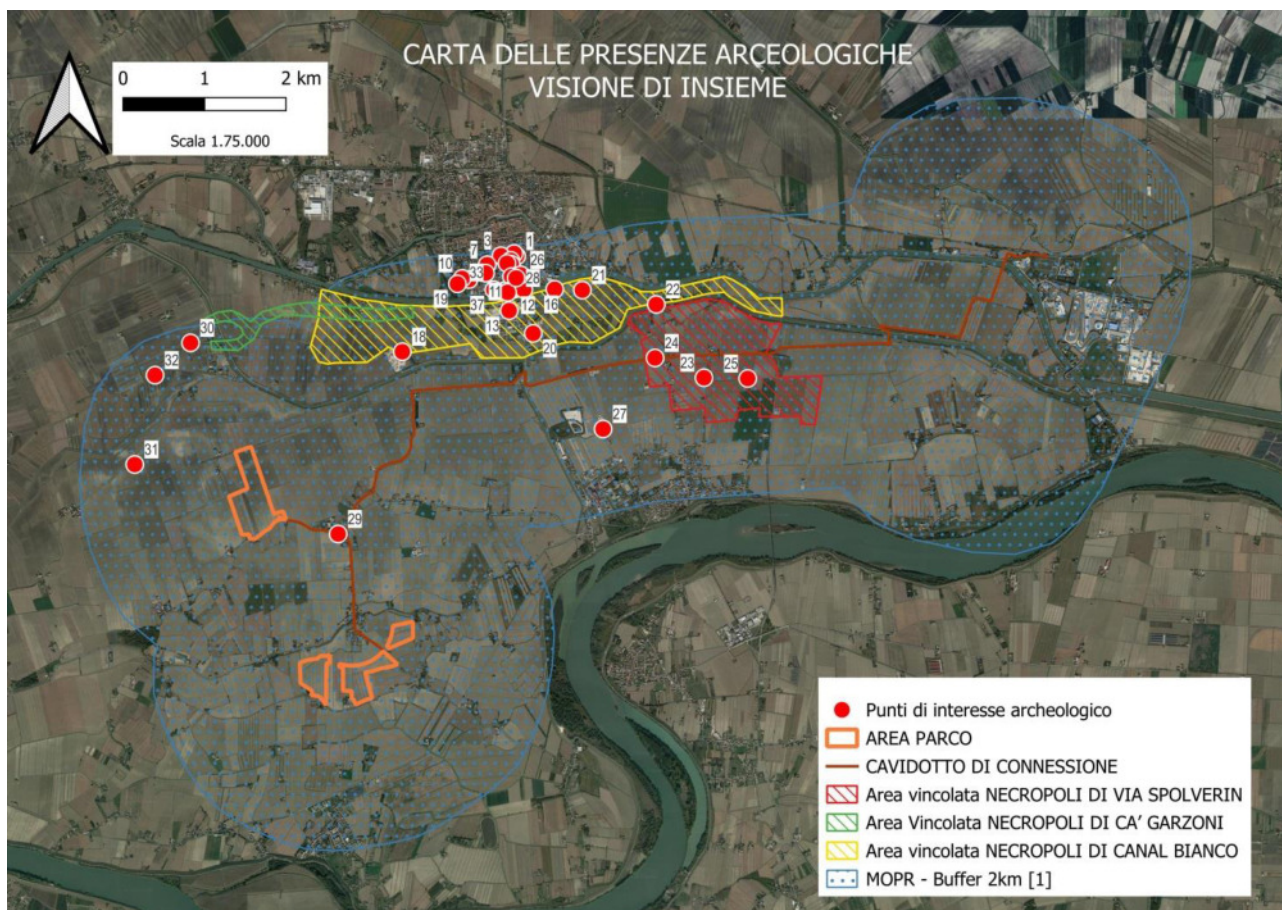 CARTA DELLE PRESENZE ARCEOLOGICHE
VISIONE DI INSIEME
0 1 2 km
Scala 1.75.000
3
1
7
26
10
33
28
21
19
11
37
12
16
22
13
30
18
20
24
32
23
25
27
31
29
Punti di interesse archeologico
AREA PARCO
CAVIDOTTO DI CONNESSIONE
Area vincolata NECROPOLI DI VIA SPOLVERIN
Area Vincolata NECROPOLI DI CA' GARZONI
Area vincolata NECROPOLI DI CANAL BIANCO
MOPR - Buffer 2km [1]